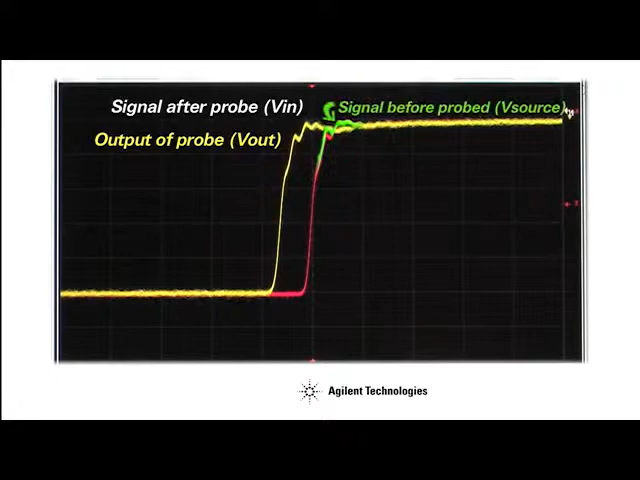 Signal after probe (Vin)
Signal before probed (Vsource)
Output of probe (Vout)
Agilent Technologies